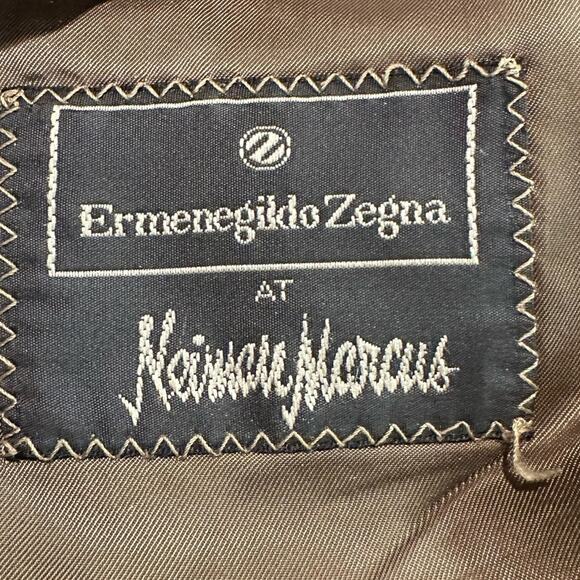 Ermenegildo Zegna
AT
Neiman Marcus